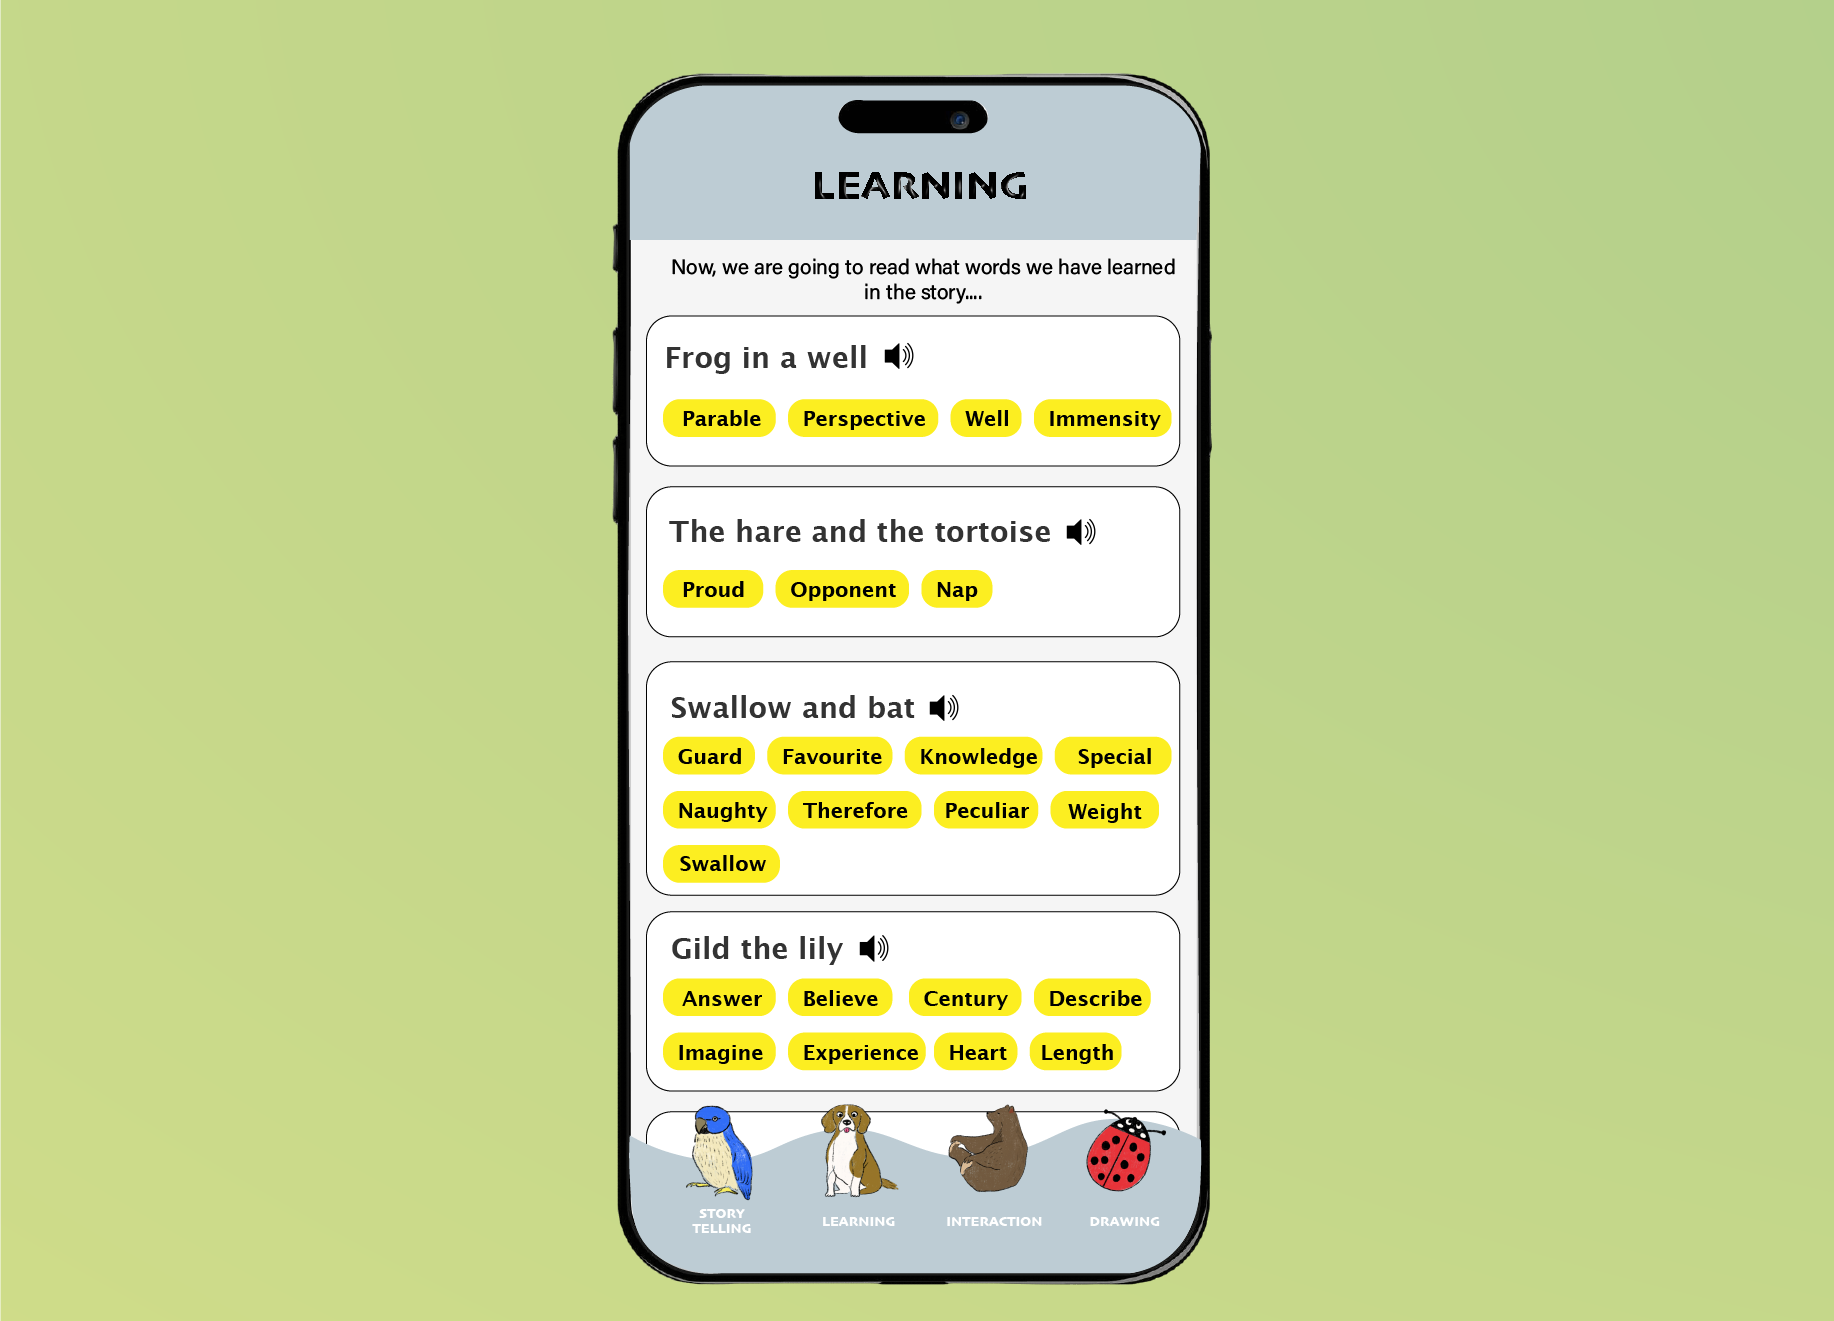 LEARNING
Now, we are going to read what words we have learned
in the story....
Frog in a well
Parable Perspective Well Immensity
The hare and the tortoise
Proud Opponent Nap
Swallow and bat
Guard Favourite Knowledge Special
Naughty Therefore Peculiar Weight
Swallow
Gild the lily
Answer Believe Century Describe
Imagine Experience Heart Length
STORY
TELLING
LEARNING
INTERACTION
DRAWING